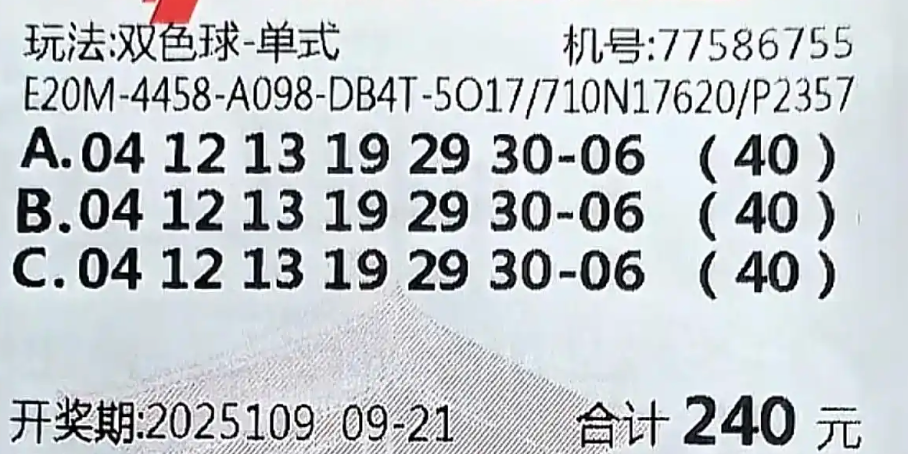 玩法:双色球-单式 机号:77586755
E20M-4458-A098-DB4T-5O17/710N17620/P2357
A.04 12 13 19 29 30-06 (40)
B.04 12 13 19 29 30-06 (40)
C.04 12 13 19 29 30-06 (40)
开奖期:2025109 09-21 合计 240 元